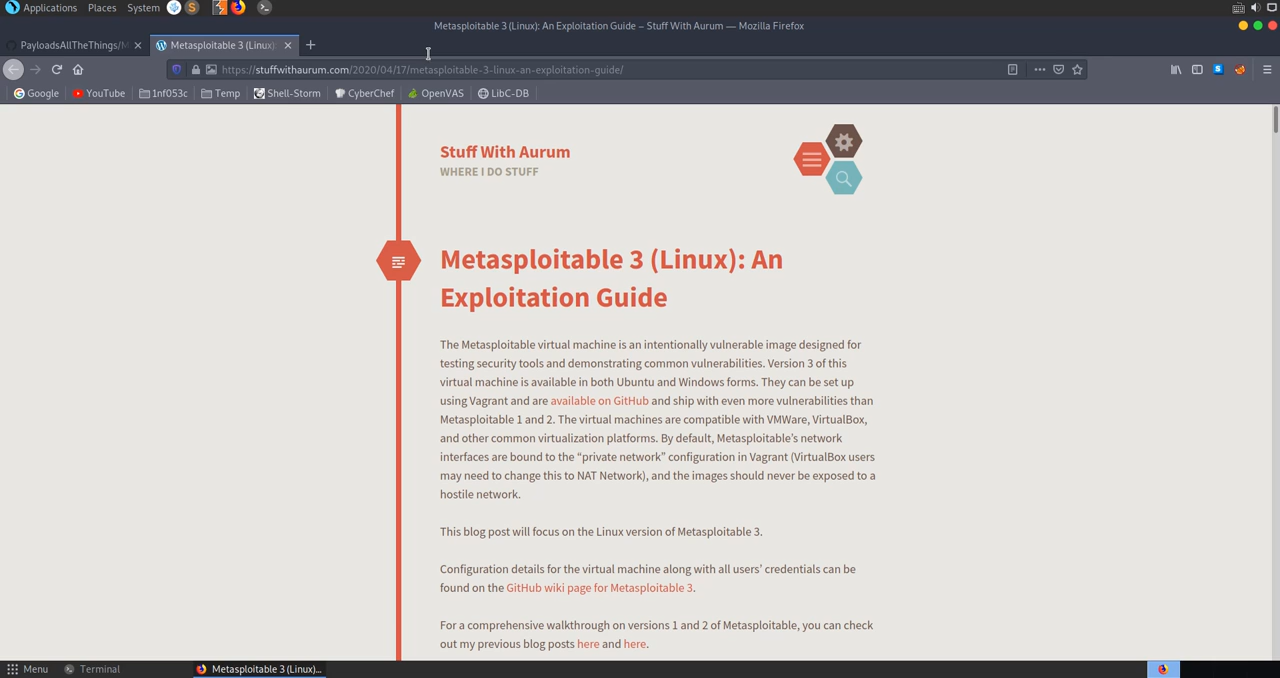 Applications Places System
Metasploitable 3 (Linux): An Exploitation Guide – Stuff With Aurum — Mozilla Firefox
PayloadsAllTheThings/M
Metasploitable 3 (Linux):
https://stuffwithaurum.com/2020/04/17/metasploitable-3-linux-an-exploitation-guide/
Google YouTube 1nf053c Temp Shell-Storm CyberChef OpenVAS LibC-DB
Stuff With Aurum
WHERE I DO STUFF
Metasploitable 3 (Linux): An
Exploitation Guide
The Metasploitable virtual machine is an intentionally vulnerable image designed for
testing security tools and demonstrating common vulnerabilities. Version 3 of this
virtual machine is available in both Ubuntu and Windows forms. They can be set up
using Vagrant and are available on GitHub and ship with even more vulnerabilities than
Metasploitable 1 and 2. The virtual machines are compatible with VMWare, VirtualBox,
and other common virtualization platforms. By default, Metasploitable’s network
interfaces are bound to the “private network” configuration in Vagrant (VirtualBox users
may need to change this to NAT Network), and the images should never be exposed to a
hostile network.
This blog post will focus on the Linux version of Metasploitable 3.
Configuration details for the virtual machine along with all users’ credentials can be
found on the GitHub wiki page for Metasploitable 3.
For a comprehensive walkthrough on versions 1 and 2 of Metasploitable, you can check
out my previous blog posts here and here.
Menu Terminal Metasploitable 3 (Linux)...